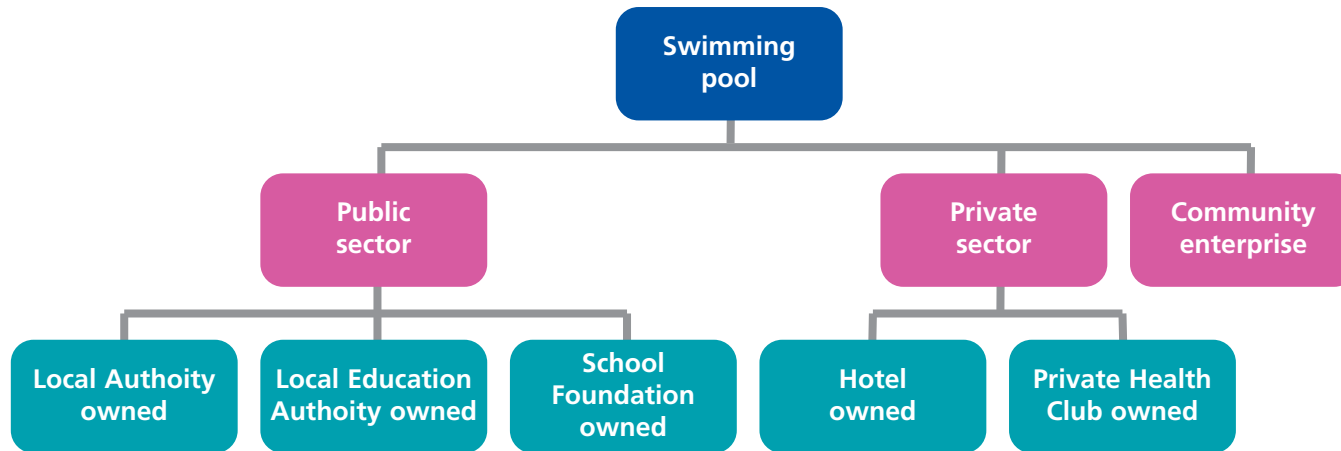 Swimming
pool
Public
sector
Private
sector
Community
enterprise
Local Authoity
owned
Local Education
Authoity owned
School
Foundation
owned
Hotel
owned
Private Health
Club owned